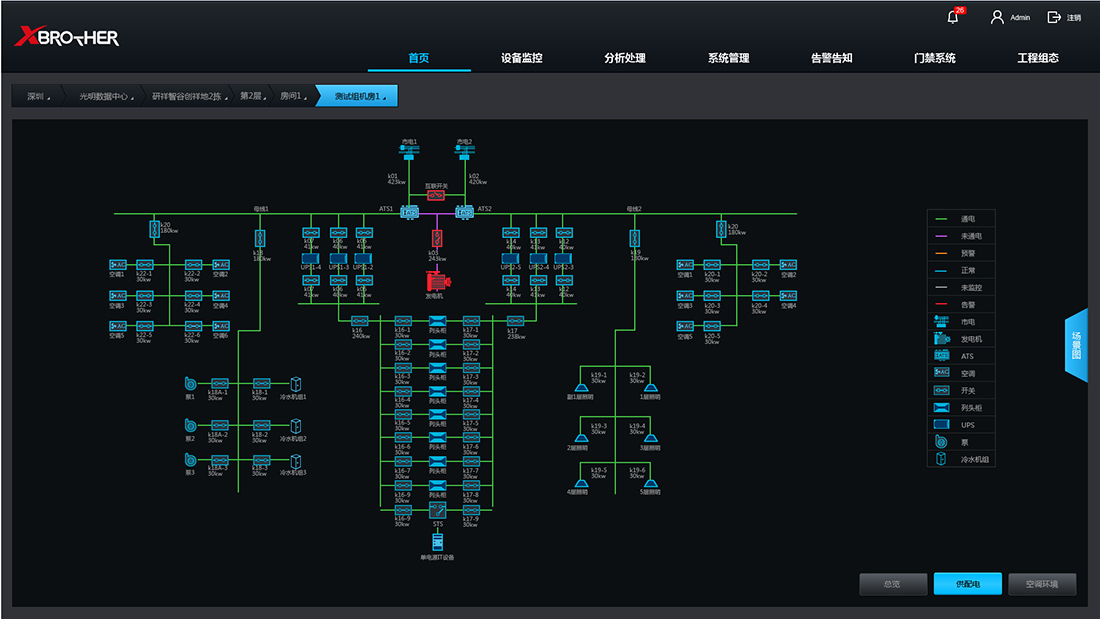 26
Admin
注销
XBROTHER
首页 设备监控 分析处理 系统管理 告警告知 门禁系统 工程组态
深圳 光明数据中心 研祥智谷创祥地2栋 第2层 房间1 测试组机房1
市电1 市电2
k01 423kw
k02 420kw
互联开关
母线1 ATS1 ATS2 母线2
k20 180kw
k20 180kw
k03 243kw
发电机
k07 41kw k06 40kw k05 41kw
UPS1-4 UPS1-3 UPS1-2
k07 41kw k06 40kw k05 41kw
k14 40kw k13 41kw k12 40kw
UPS2-5 UPS2-4 UPS2-3
k14 40kw k13 41kw k12 40kw
空调1 k22-1 30kw k22-2 30kw 空调2
空调3 k22-3 30kw k22-4 30kw 空调4
空调5 k22-5 30kw k22-6 30kw 空调6
空调1 k20-1 30kw k20-2 30kw 空调2
空调3 k20-3 30kw k20-4 30kw 空调4
空调5 k20-5 30kw
k16 240kw
k17 238kw
k16-1 30kw 列头柜 k17-1 30kw
k16-2 30kw 列头柜 k17-2 30kw
k16-3 30kw 列头柜 k17-3 30kw
k16-4 30kw 列头柜 k17-4 30kw
k16-5 30kw 列头柜 k17-5 30kw
k16-6 30kw 列头柜 k17-6 30kw
k16-7 30kw 列头柜 k17-7 30kw
k16-9 30kw 列头柜 k17-8 30kw
k16-9 30kw STS k17-9 30kw
单电源IT设备
泵1 k18A-1 30kw k18-1 30kw 冷水机组1
泵2 k18A-2 30kw k18-2 30kw 冷水机组2
泵3 k18A-3 30kw k18-3 30kw 冷水机组3
k19-1 30kw k19-2 30kw
副1层照明 1层照明
k19-3 30kw k19-4 30kw
2层照明 3层照明
k19-5 30kw k19-6 30kw
4层照明 5层照明
通电
未通电
预警
正常
未监控
告警
市电
发电机
ATS
空调
开关
列头柜
UPS
泵
冷水机组
场景图
总览 供配电 空调环境